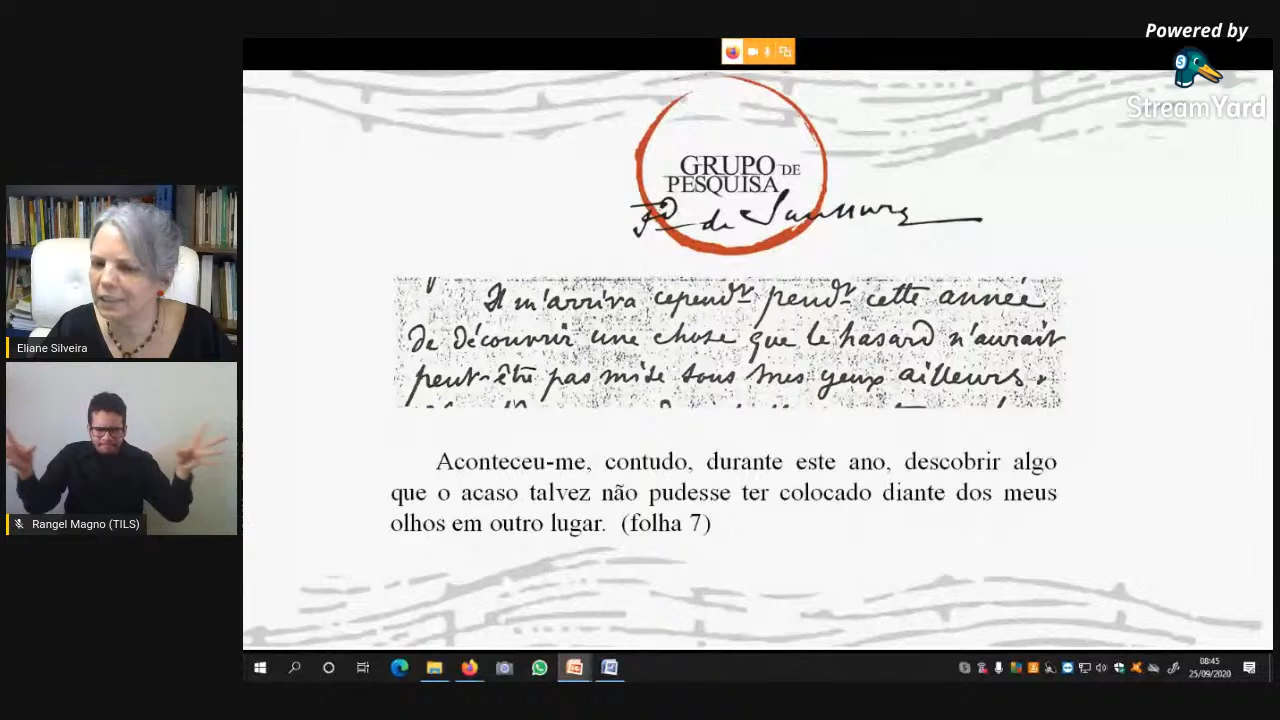 Powered by
StreamYard
GRUPO DE
PESQUISA
Fd de Saussure
Il m'arriva cependt pendt cette année
de découvrir une chose que le hasard n'aurait
peut-être pas mise sous mes yeux ailleurs.
Aconteceu-me, contudo, durante este ano, descobrir algo
que o acaso talvez não pudesse ter colocado diante dos meus
olhos em outro lugar. (folha 7)
Eliane Silveira
Rangel Magno (TILS)
08:45
25/09/2020